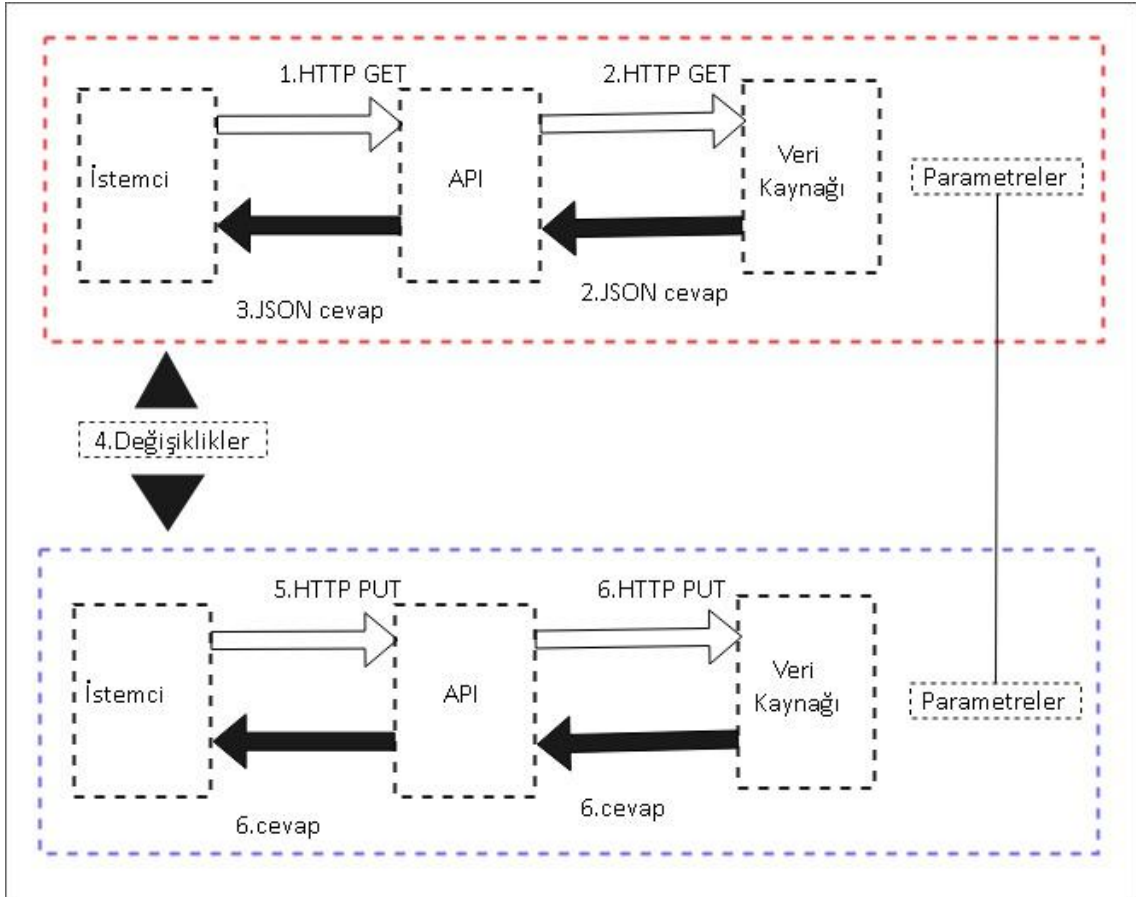 1.HTTP GET
2.HTTP GET
İstemci
API
Veri
Kaynağı
Parametreler
3.JSON cevap
2.JSON cevap
4.Değişiklikler
5.HTTP PUT
6.HTTP PUT
İstemci
API
Veri
Kaynağı
Parametreler
6.cevap
6.cevap